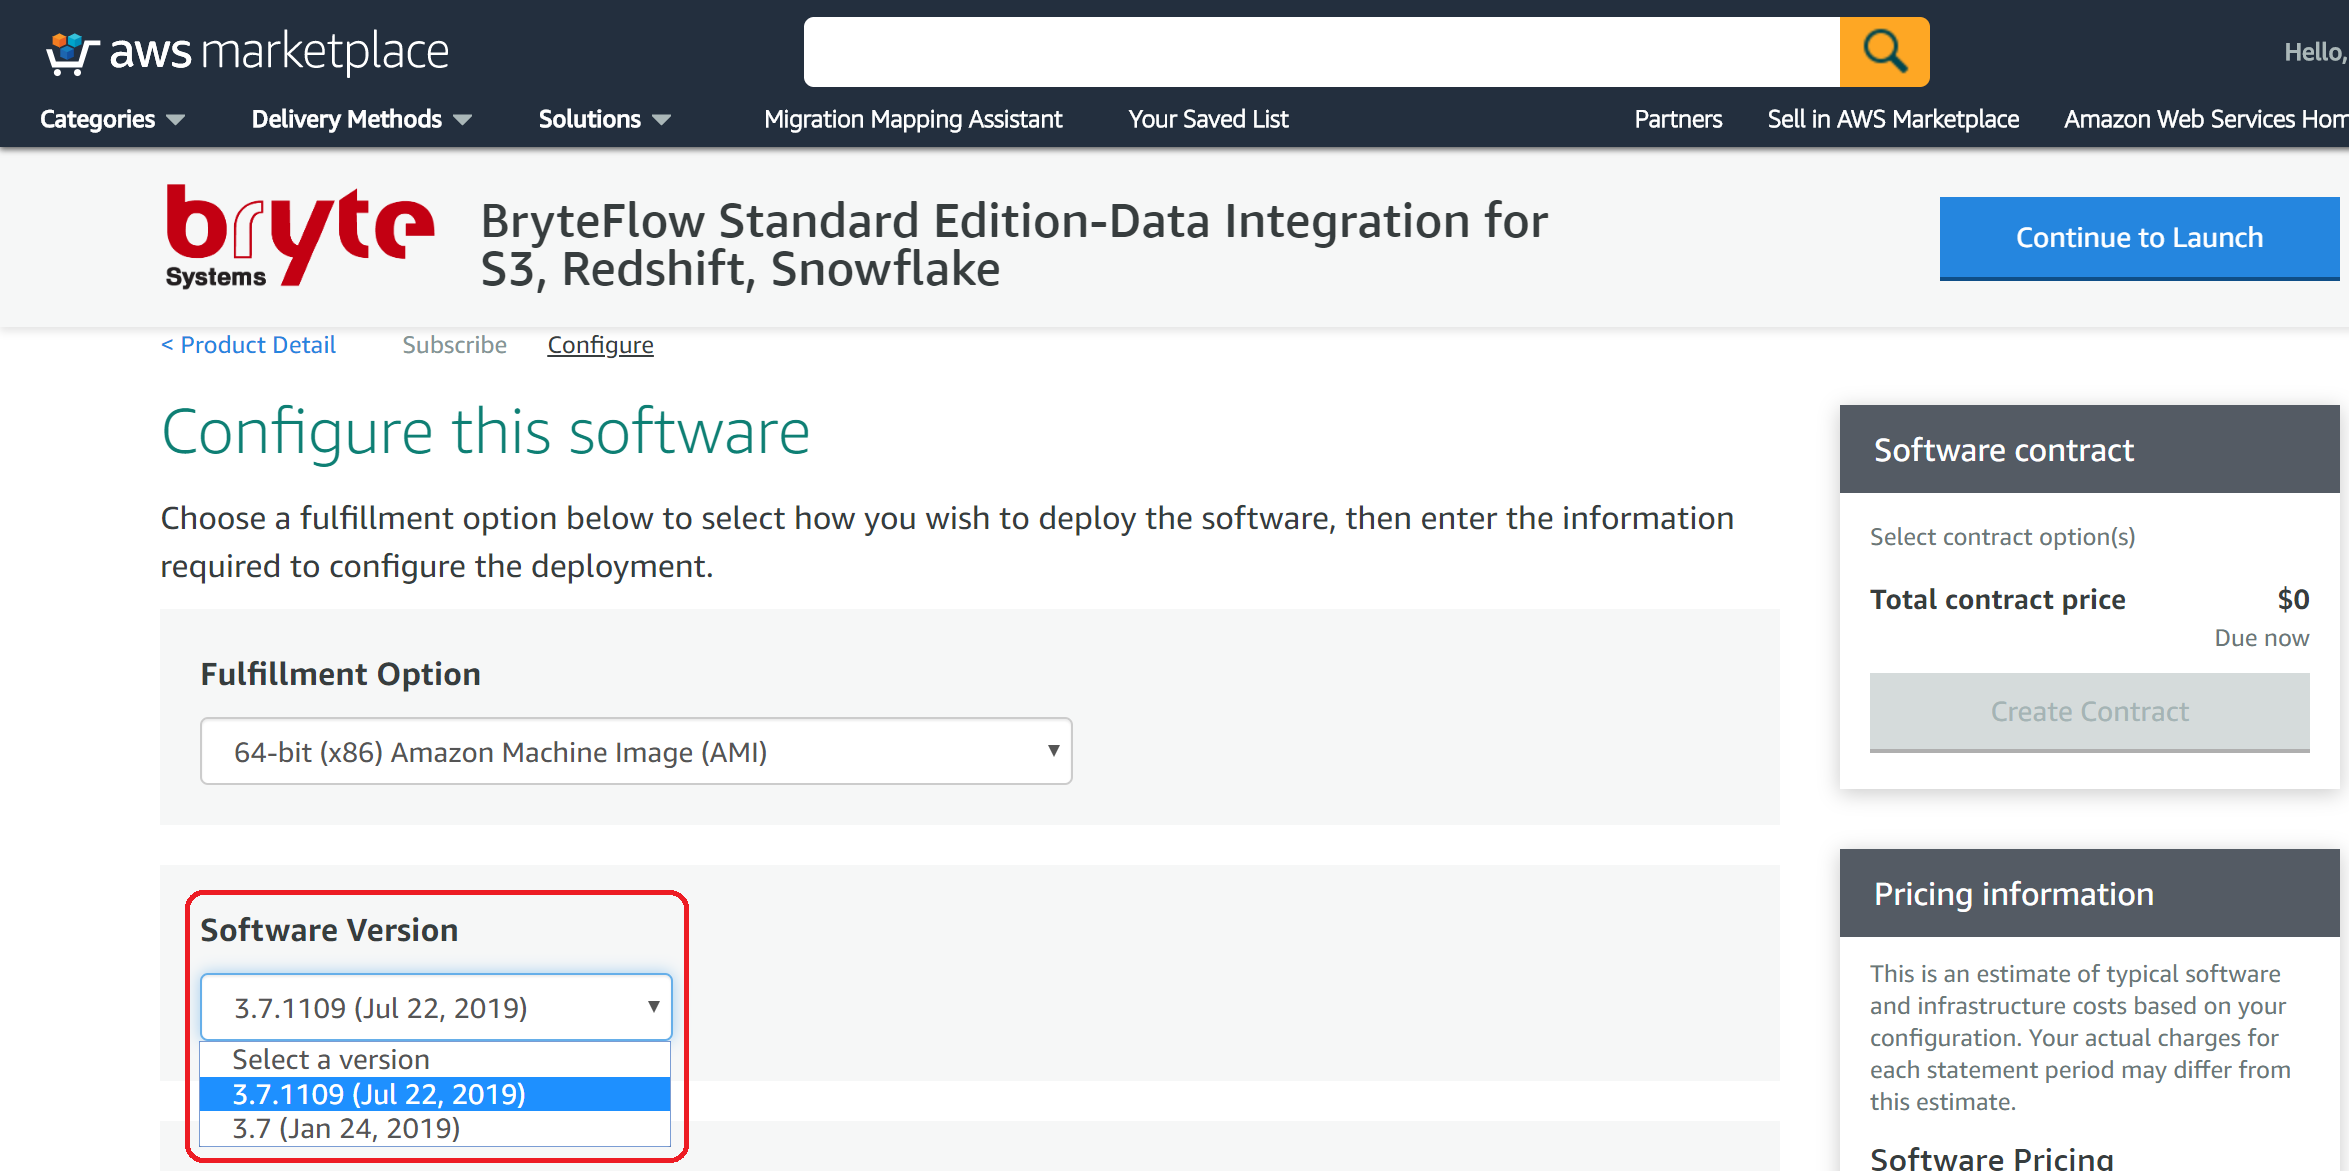 aws marketplace
Hello,
Categories
Delivery Methods
Solutions
Migration Mapping Assistant
Your Saved List
Partners
Sell in AWS Marketplace
Amazon Web Services Hom
bryte
Systems
BryteFlow Standard Edition-Data Integration for
S3, Redshift, Snowflake
Continue to Launch
< Product Detail
Subscribe
Configure
Configure this software
Choose a fulfillment option below to select how you wish to deploy the software, then enter the information
required to configure the deployment.
Fulfillment Option
64-bit (x86) Amazon Machine Image (AMI)
Software Version
3.7.1109 (Jul 22, 2019)
Select a version
3.7.1109 (Jul 22, 2019)
3.7 (Jan 24, 2019)
Software contract
Select contract option(s)
Total contract price $0
Due now
Create Contract
Pricing information
This is an estimate of typical software
and infrastructure costs based on your
configuration. Your actual charges for
each statement period may differ from
this estimate.
Software Pricing